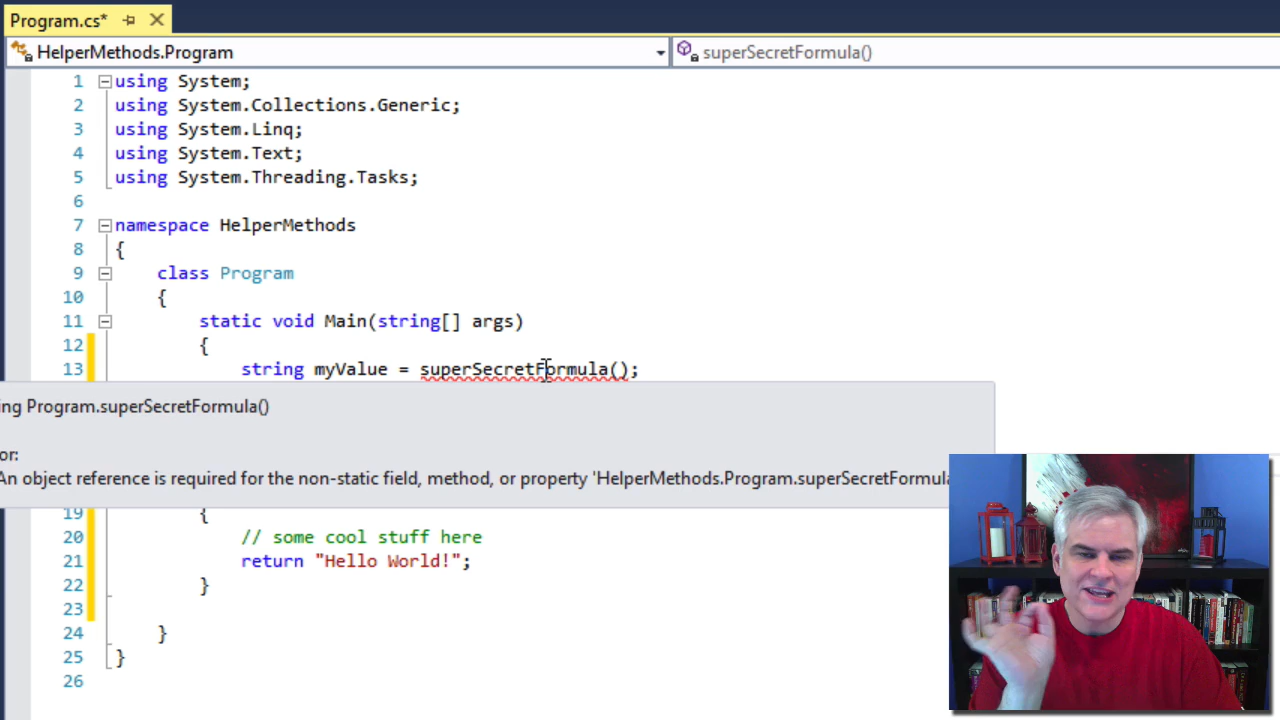 Program.cs*
HelperMethods.Program superSecretFormula()
1 using System;
2 using System.Collections.Generic;
3 using System.Linq;
4 using System.Text;
5 using System.Threading.Tasks;
6
7 namespace HelperMethods
8 {
9 class Program
10 {
11 static void Main(string[] args)
12 {
13 string myValue = superSecretFormula();
ing Program.superSecretFormula()
or:
An object reference is required for the non-static field, method, or property 'HelperMethods.Program.superSecretFormula
19 {
20 // some cool stuff here
21 return "Hello World!";
22 }
23
24 }
25 }
26